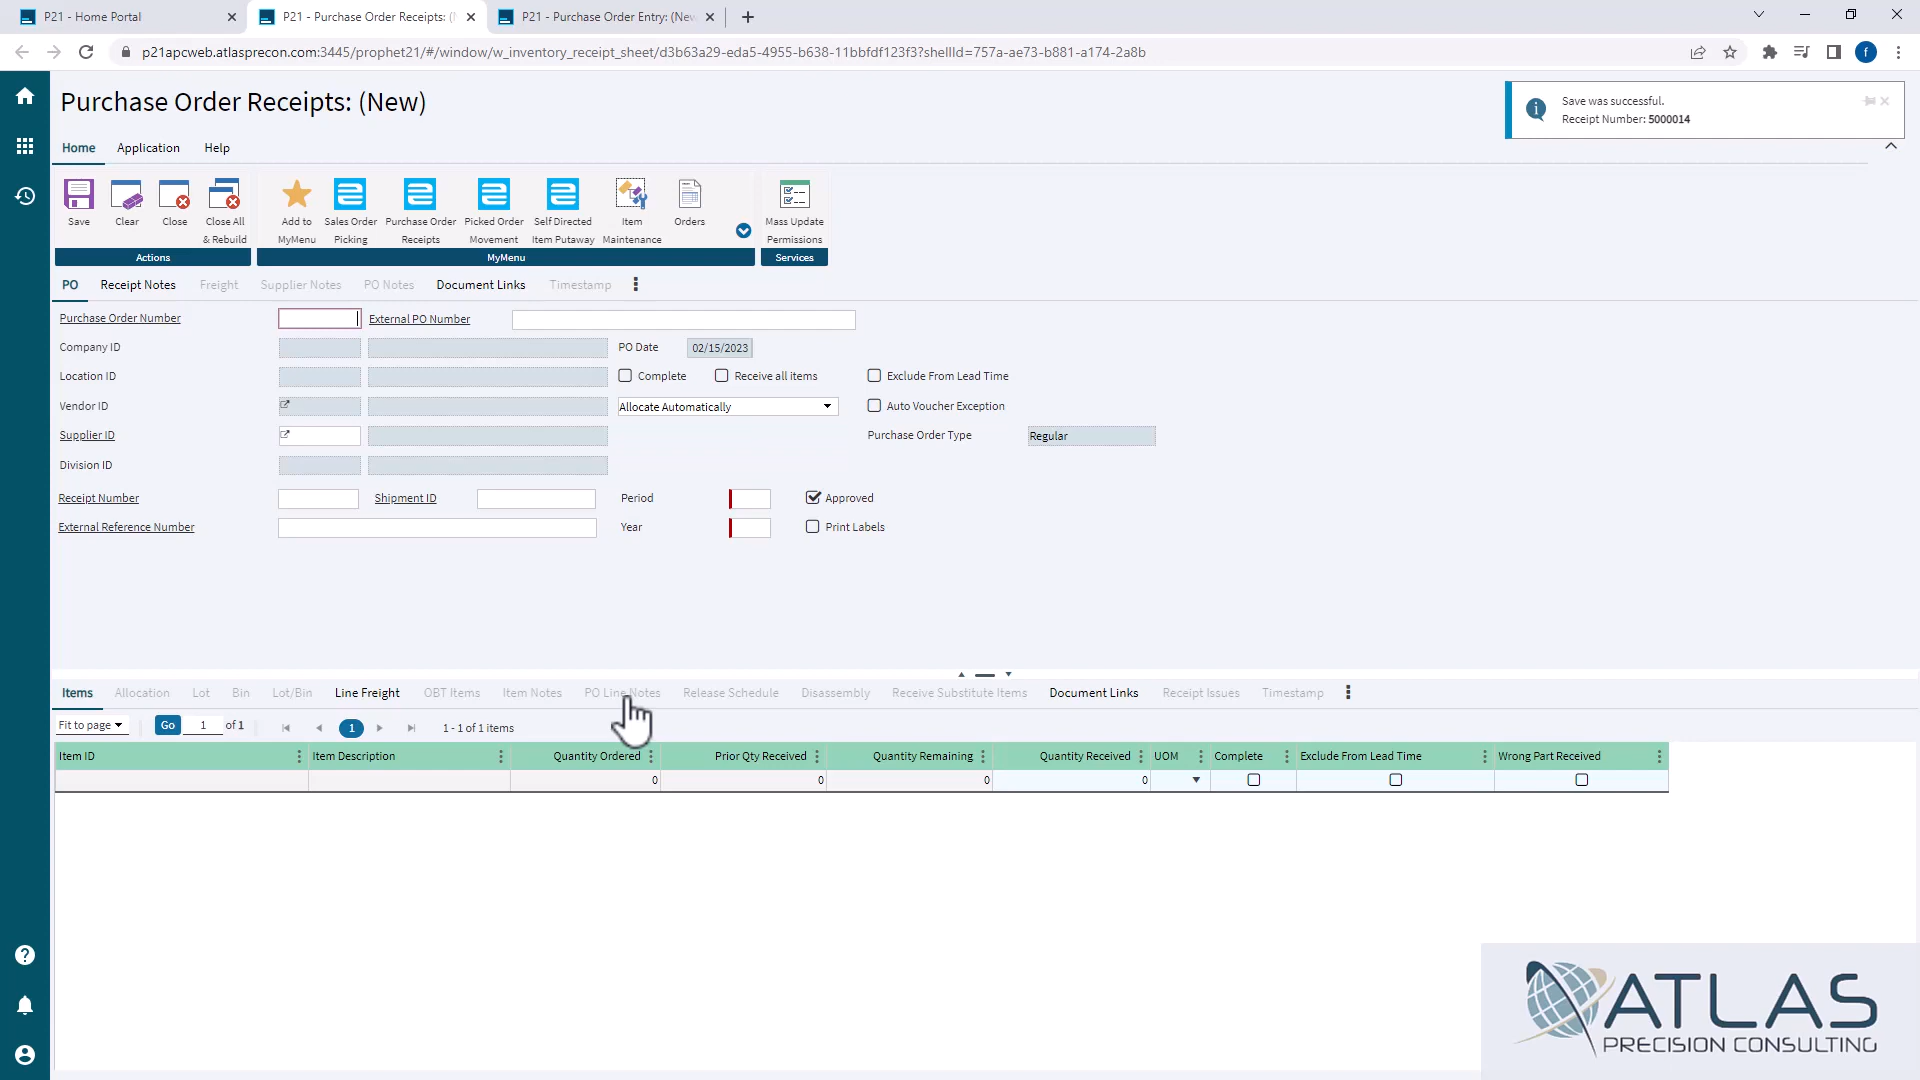 P21 - Home Portal
P21 - Purchase Order Receipts: (
P21 - Purchase Order Entry: (New
p21apcweb.atlasprecon.com:3445/prophet21/#/window/w_inventory_receipt_sheet/d3b63a29-eda5-4955-b638-11bbfdf123f3?shellId=757a-ae73-b881-a174-2a8b
f
Purchase Order Receipts: (New)
Save was successful.
Receipt Number: 5000014
Home Application Help
Save Clear Close Close All & Rebuild
Add to MyMenu Sales Order Picking Purchase Order Receipts Picked Order Movement Self Directed Item Putaway Item Maintenance Orders
Mass Update Permissions
Actions MyMenu Services
PO Receipt Notes Freight Supplier Notes PO Notes Document Links Timestamp
Purchase Order Number External PO Number
Company ID PO Date 02/15/2023
Location ID Complete Receive all items Exclude From Lead Time
Vendor ID Allocate Automatically Auto Voucher Exception
Supplier ID Purchase Order Type Regular
Division ID
Receipt Number Shipment ID Period Approved
External Reference Number Year Print Labels
Items Allocation Lot Bin Lot/Bin Line Freight OBT Items Item Notes PO Line Notes Release Schedule Disassembly Receive Substitute Items Document Links Receipt Issues Timestamp
Fit to page Go 1 of 1 1 1 - 1 of 1 items
Item ID Item Description Quantity Ordered Prior Qty Received Quantity Remaining Quantity Received UOM Complete Exclude From Lead Time Wrong Part Received
0 0 0 0
ATLAS
PRECISION CONSULTING